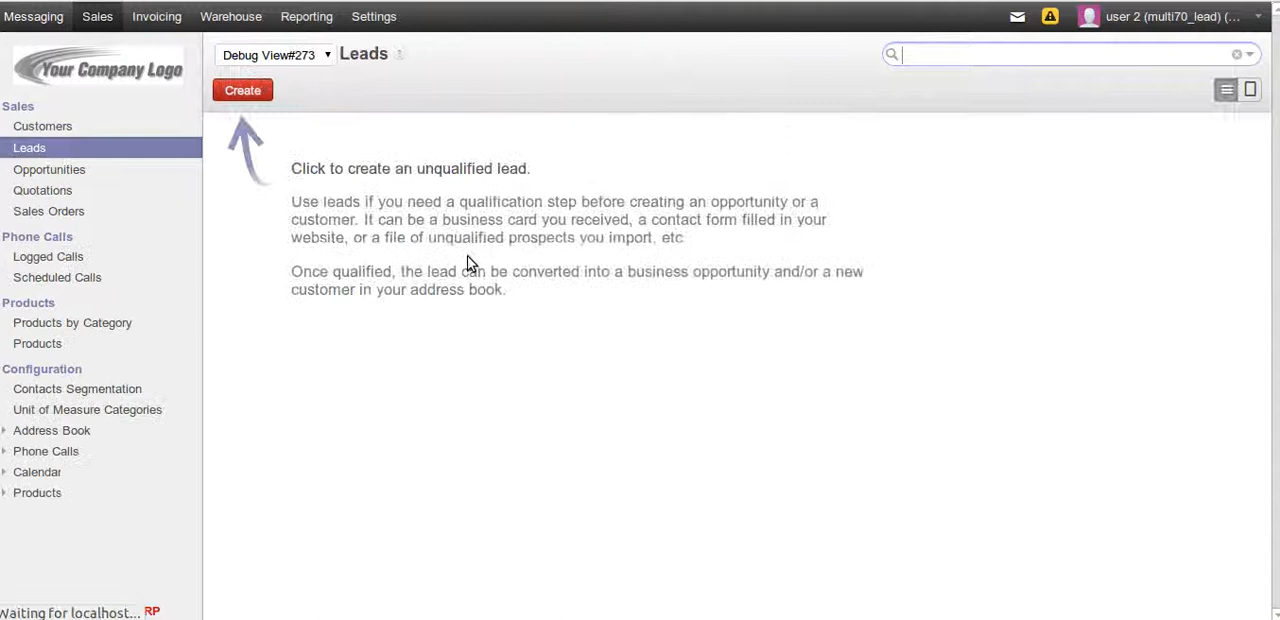 Messaging Sales Invoicing Warehouse Reporting Settings user 2 (multi70_lead) (...
Your Company Logo
Debug View#273 Leads ?
Create
Sales
Customers
Leads
Opportunities
Quotations
Sales Orders
Phone Calls
Logged Calls
Scheduled Calls
Products
Products by Category
Products
Configuration
Contacts Segmentation
Unit of Measure Categories
Address Book
Phone Calls
Calendar
Products
Click to create an unqualified lead.
Use leads if you need a qualification step before creating an opportunity or a
customer. It can be a business card you received, a contact form filled in your
website, or a file of unqualified prospects you import, etc
Once qualified, the lead can be converted into a business opportunity and/or a new
customer in your address book.
Waiting for localhost... RP